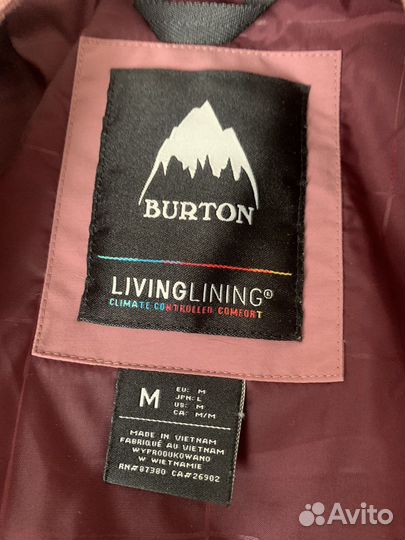 BURTON
LIVINGLINING®
CLIMATE CONTROLLED COMFORT
M
EU: M
JPN: L
US: M
CA: M/M
MADE IN VIETNAM
FABRIQUÉ AU VIETNAM
WYPRODUKOWANO
W WIETNAMIE
RN#87380 CA#26902
Avito